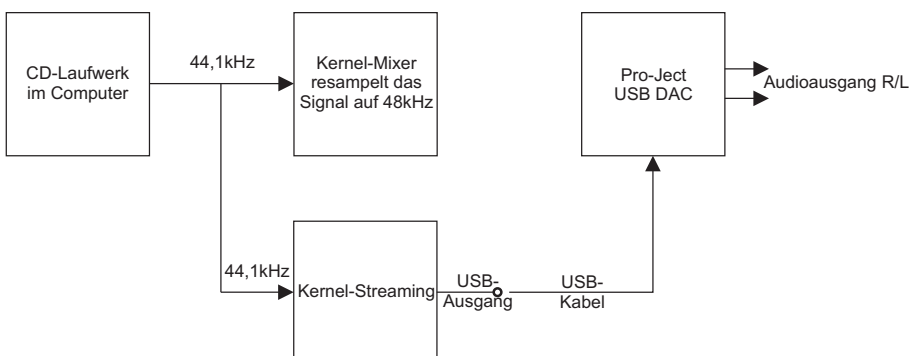 CD-Laufwerk
im Computer
44,1kHz
Kernel-Mixer
resampelt das
Signal auf 48kHz
Pro-Ject
USB DAC
Audioausgang R/L
44,1kHz
Kernel-Streaming
USB-
Ausgang
USB-
Kabel